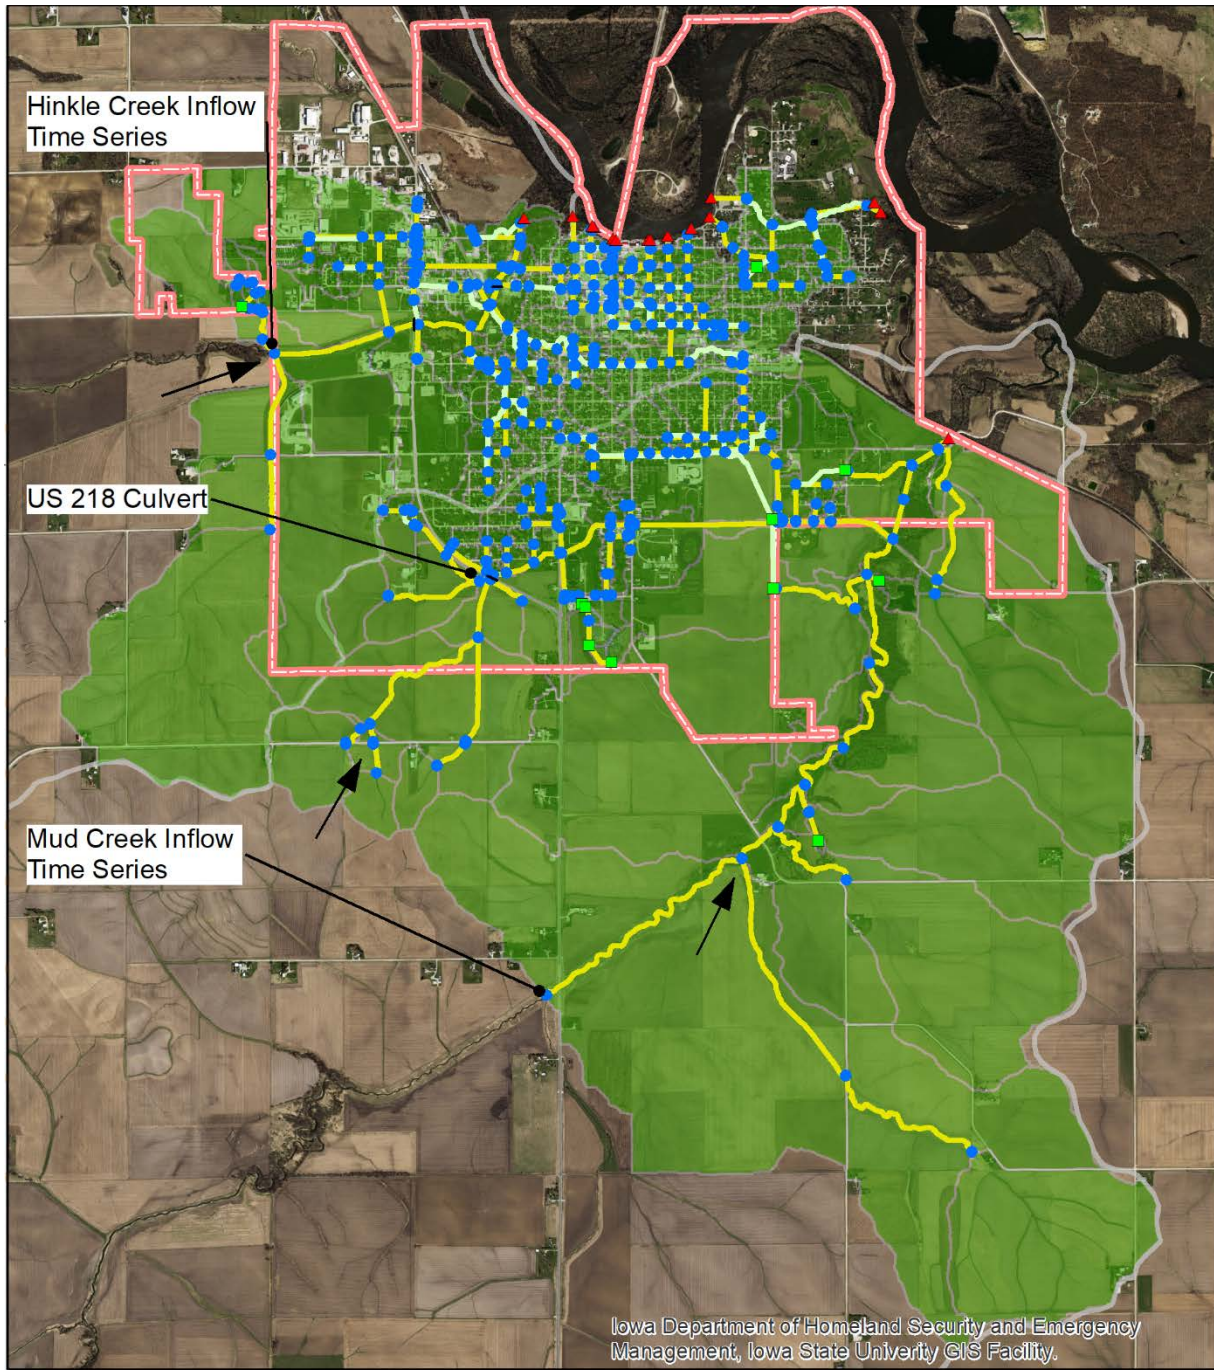 Hinkle Creek Inflow
Time Series
US 218 Culvert
Mud Creek Inflow
Time Series
Iowa Department of Homeland Security and Emergency
Management, Iowa State Univerity GIS Facility.